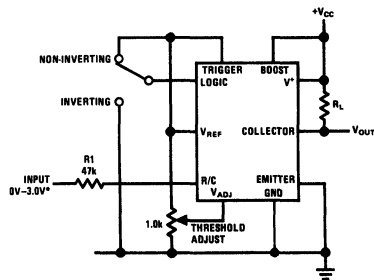 +VCC
NON-INVERTING
TRIGGER
BOOST
LOGIC
V+
RL
INVERTING
VREF
COLLECTOR
VOUT
R1
47k
INPUT
0V–3.0V*
R/C
EMITTER
VADJ
GND
1.0k
THRESHOLD
ADJUST